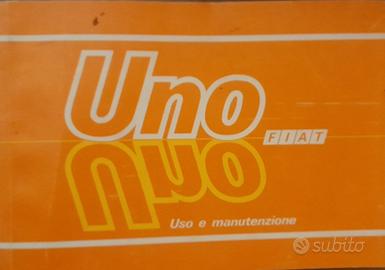 Uno
FIAT
Uno
Uso e manutenzione
subito